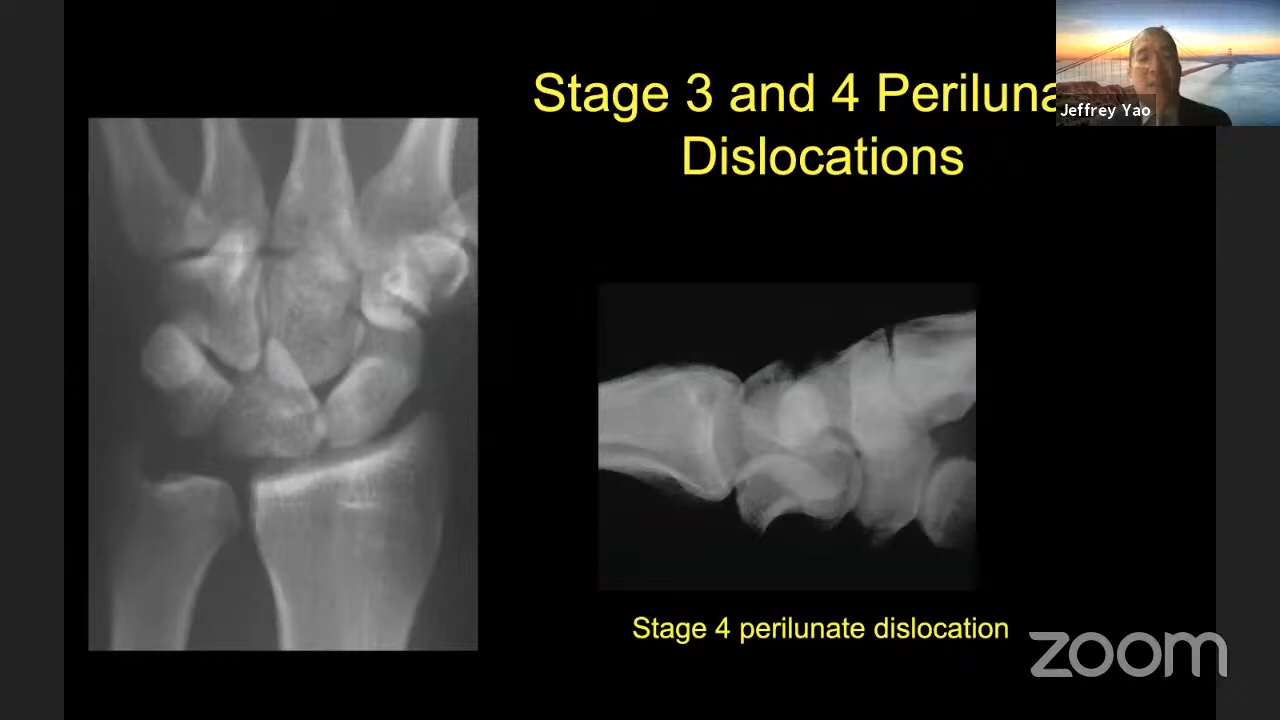 Stage 3 and 4 Periluna
Dislocations
Jeffrey Yao
Stage 4 perilunate dislocation
zoom